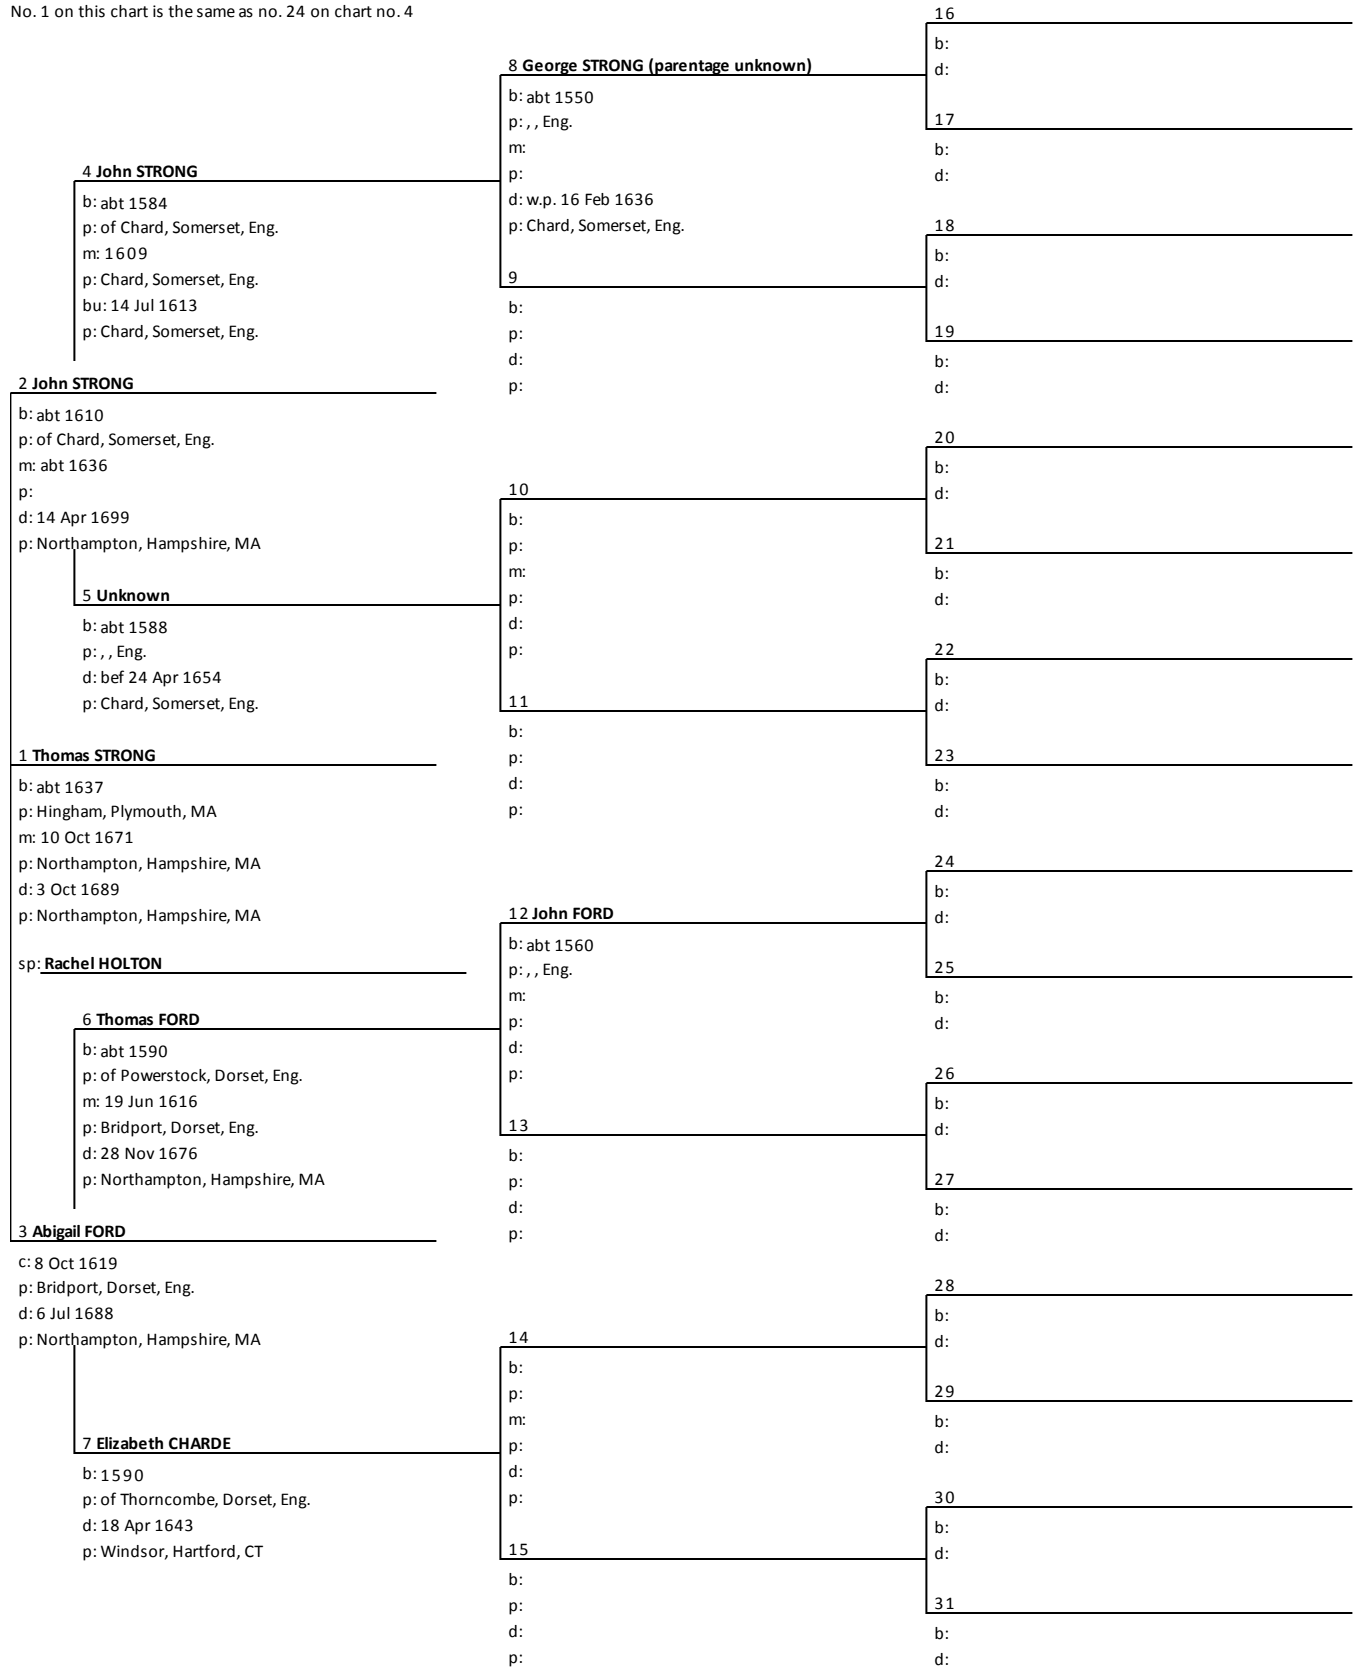 No. 1 on this chart is the same as no. 24 on chart no. 4
4 John STRONG
b: abt 1584
p: of Chard, Somerset, Eng.
m: 1609
p: Chard, Somerset, Eng.
bu: 14 Jul 1613
p: Chard, Somerset, Eng.
2 John STRONG
b: abt 1610
p: of Chard, Somerset, Eng.
m: abt 1636
p:
d: 14 Apr 1699
p: Northampton, Hampshire, MA
5 Unknown
b: abt 1588
p: , , Eng.
d: bef 24 Apr 1654
p: Chard, Somerset, Eng.
1 Thomas STRONG
b: abt 1637
p: Hingham, Plymouth, MA
m: 10 Oct 1671
p: Northampton, Hampshire, MA
d: 3 Oct 1689
p: Northampton, Hampshire, MA
sp: Rachel HOLTON
6 Thomas FORD
b: abt 1590
p: of Powerstock, Dorset, Eng.
m: 19 Jun 1616
p: Bridport, Dorset, Eng.
d: 28 Nov 1676
p: Northampton, Hampshire, MA
3 Abigail FORD
c: 8 Oct 1619
p: Bridport, Dorset, Eng.
d: 6 Jul 1688
p: Northampton, Hampshire, MA
7 Elizabeth CHARDE
b: 1590
p: of Thorncombe, Dorset, Eng.
d: 18 Apr 1643
p: Windsor, Hartford, CT
8 George STRONG (parentage unknown)
b: abt 1550
p: , , Eng.
m:
p:
d: w.p. 16 Feb 1636
p: Chard, Somerset, Eng.
9
b:
p:
d:
p:
10
b:
p:
m:
p:
d:
p:
11
b:
p:
d:
p:
12 John FORD
b: abt 1560
p: , , Eng.
m:
p:
d:
p:
13
b:
p:
d:
p:
14
b:
p:
m:
p:
d:
p:
15
b:
p:
d:
p:
16
b:
d:
17
b:
d:
18
b:
d:
19
b:
d:
20
b:
d:
21
b:
d:
22
b:
d:
23
b:
d:
24
b:
d:
25
b:
d:
26
b:
d:
27
b:
d:
28
b:
d:
29
b:
d:
30
b:
d:
31
b:
d: